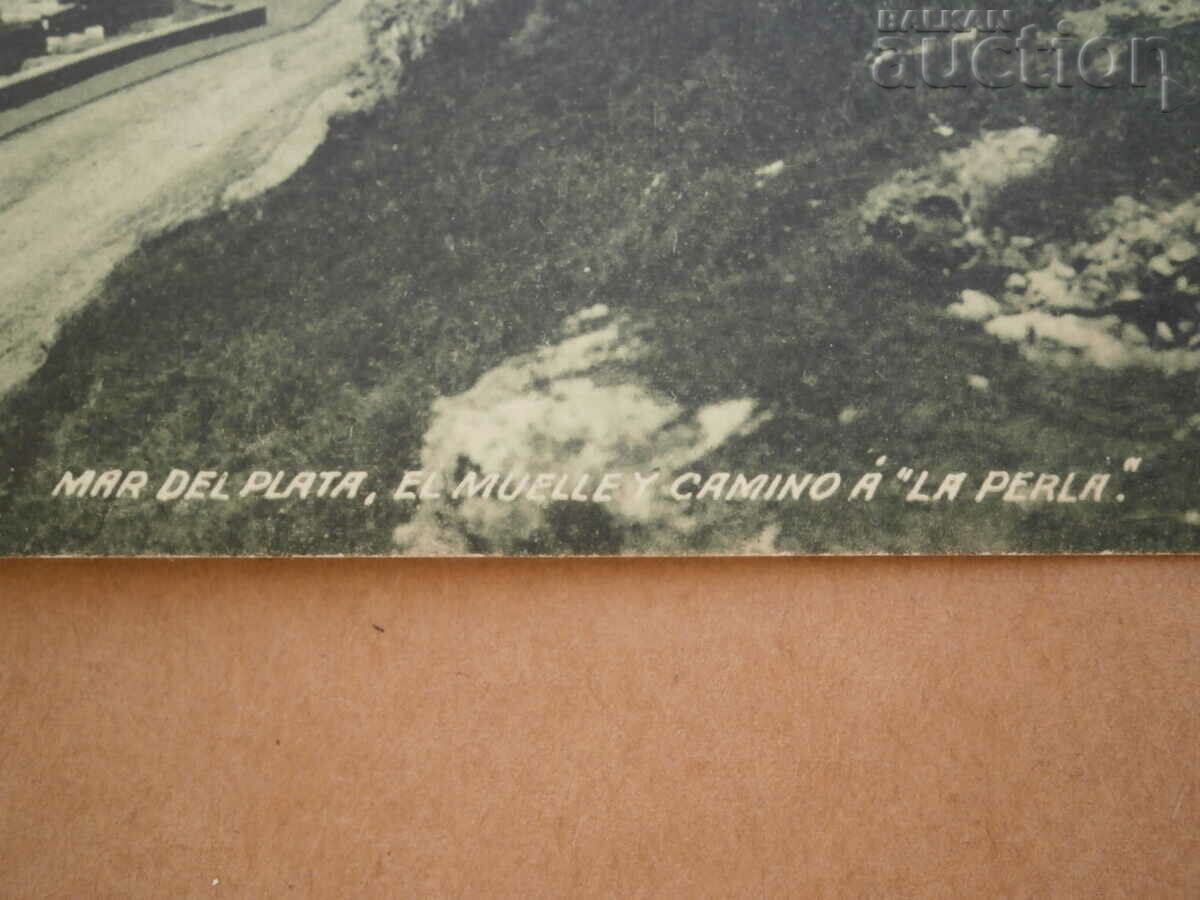 BALKAN
auction
MAR DEL PLATA, EL MUELLE Y CAMINO Á "LA PERLA."